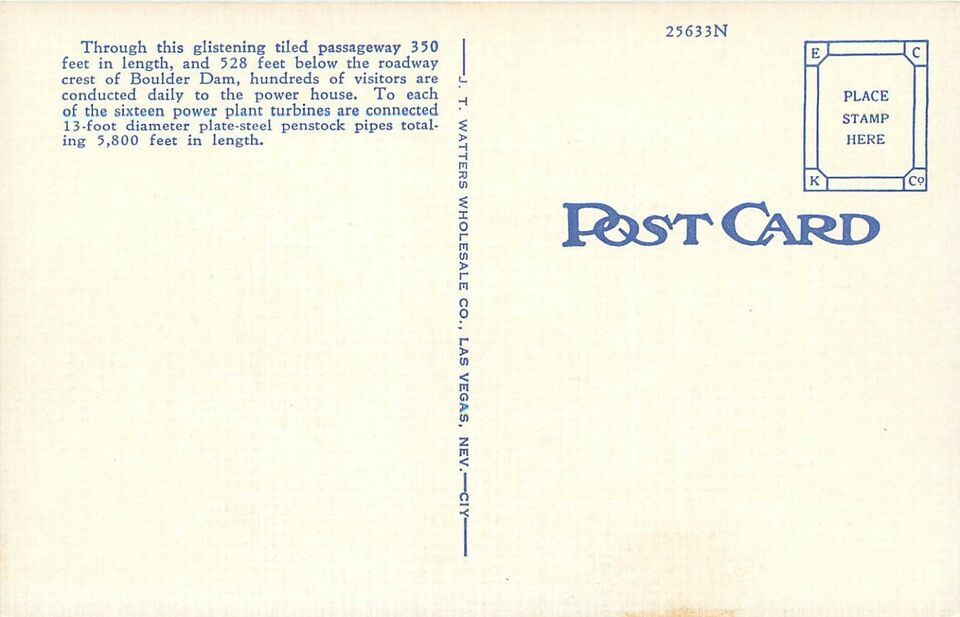 Through this glistening tiled passageway 350
feet in length, and 528 feet below the roadway
crest of Boulder Dam, hundreds of visitors are
conducted daily to the power house. To each
of the sixteen power plant turbines are connected
13-foot diameter plate-steel penstock pipes total-
ing 5,800 feet in length.
J. T. WATTERS WHOLESALE CO., LAS VEGAS, NEV.—CIY
25633N
E C
PLACE
STAMP
HERE
K Co
POST CARD